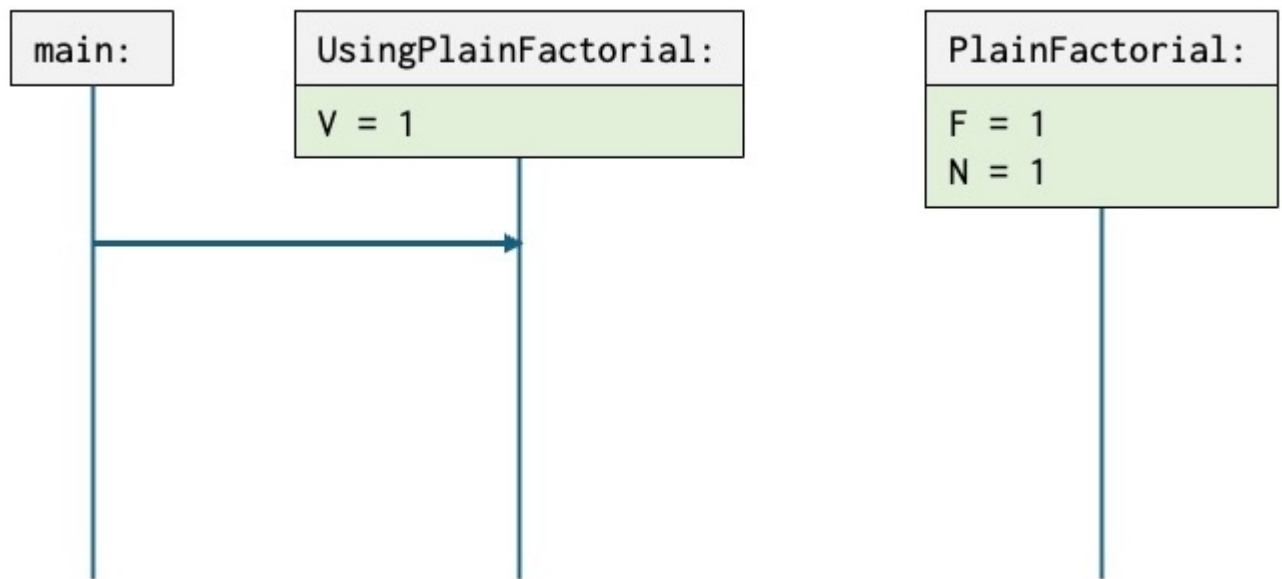 main:
UsingPlainFactorial:
V = 1
PlainFactorial:
F = 1
N = 1